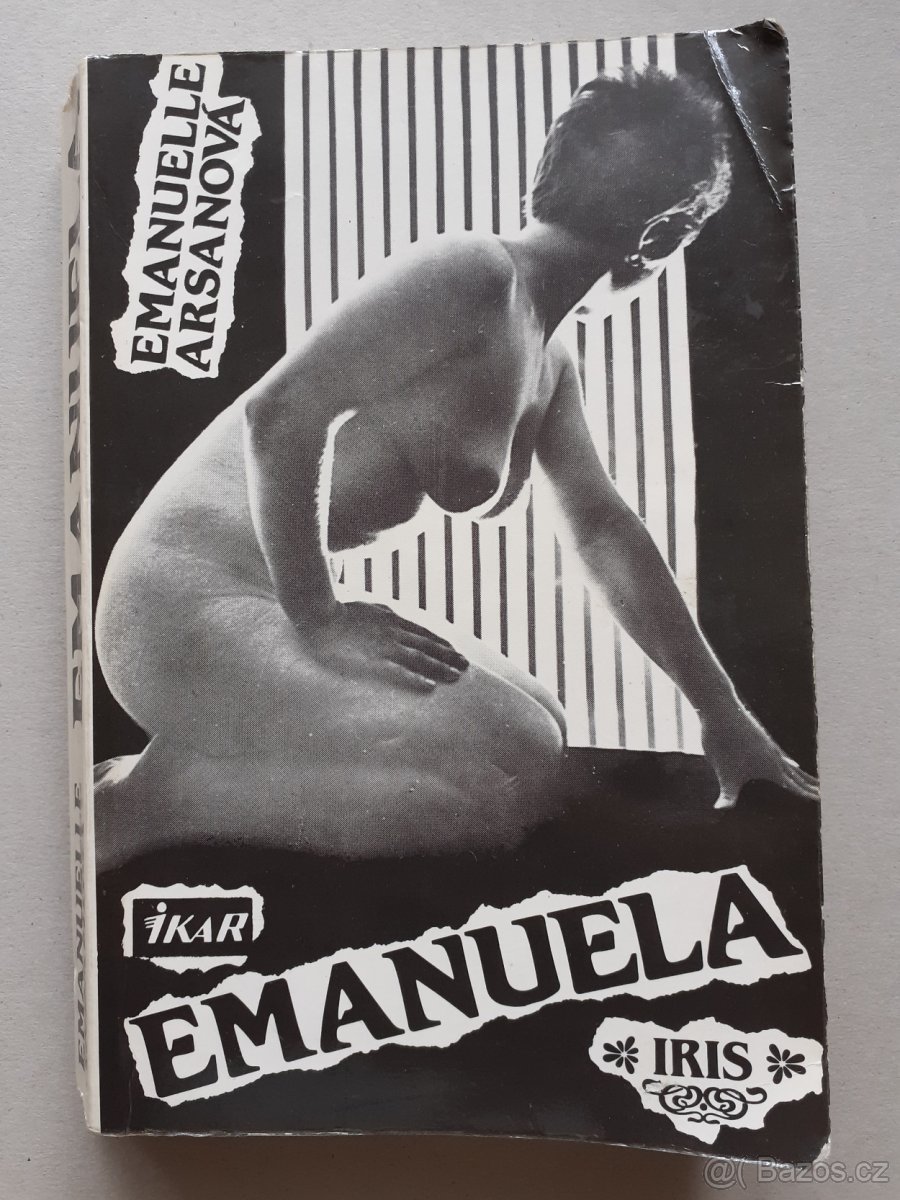 EMANUELLE
ARSANOVÁ
EMANUELLE EMANUELA
iKAR
EMANUELA
* IRIS *
@( Bazos.cz